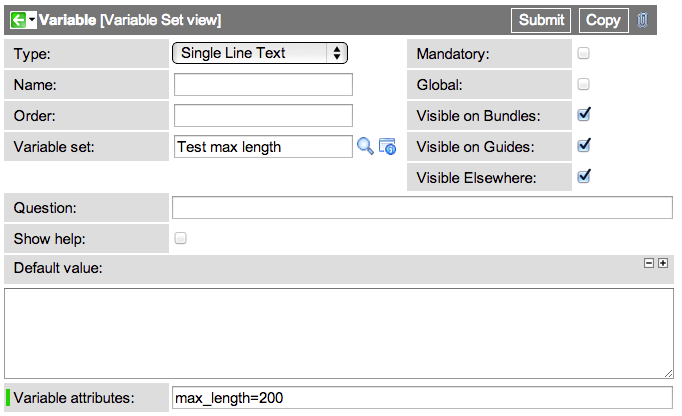 Variable [Variable Set view] Submit Copy
Type: Single Line Text Mandatory:
Name: Global:
Order: Visible on Bundles:
Variable set: Test max length Visible on Guides:
Visible Elsewhere:
Question:
Show help:
Default value:
Variable attributes: max_length=200